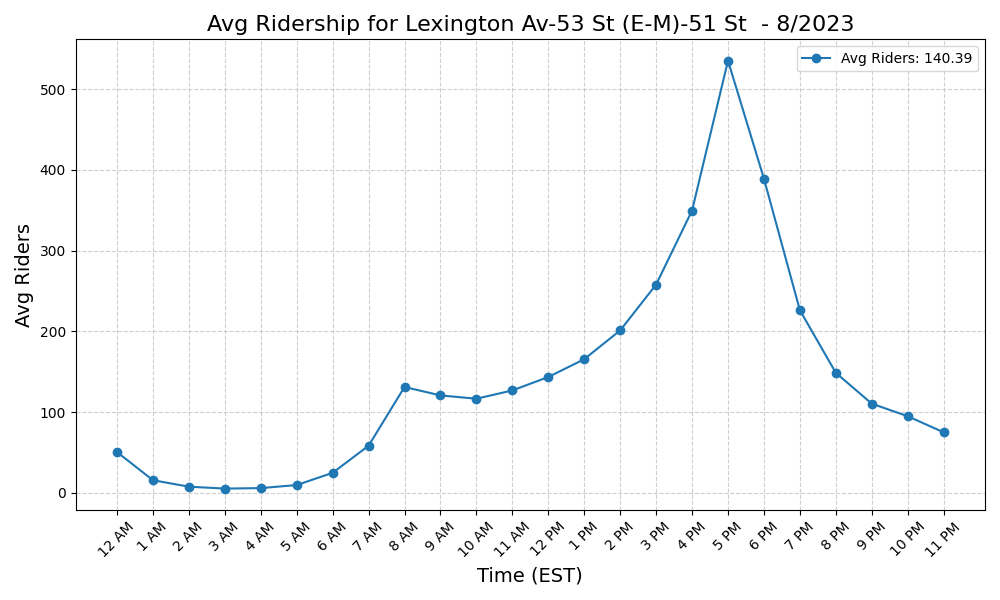 Avg Ridership for Lexington Av-53 St (E-M)-51 St  - 8/2023
Avg Riders: 140.39
Avg Riders
500
400
300
200
100
0
12 AM
1 AM
2 AM
3 AM
4 AM
5 AM
6 AM
7 AM
8 AM
9 AM
10 AM
11 AM
12 PM
1 PM
2 PM
3 PM
4 PM
5 PM
6 PM
7 PM
8 PM
9 PM
10 PM
11 PM
Time (EST)